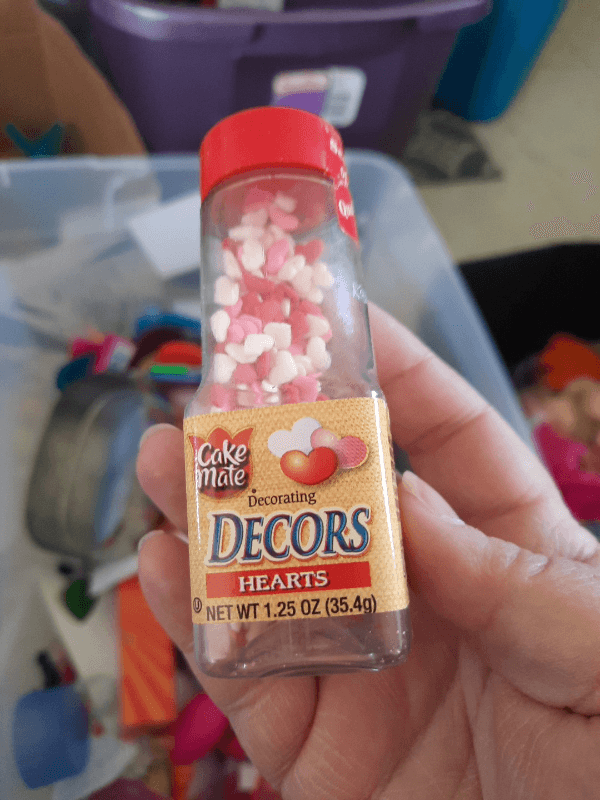 Cake
Mate
Decorating
DECORS
HEARTS
NET WT 1.25 OZ (35.4g)